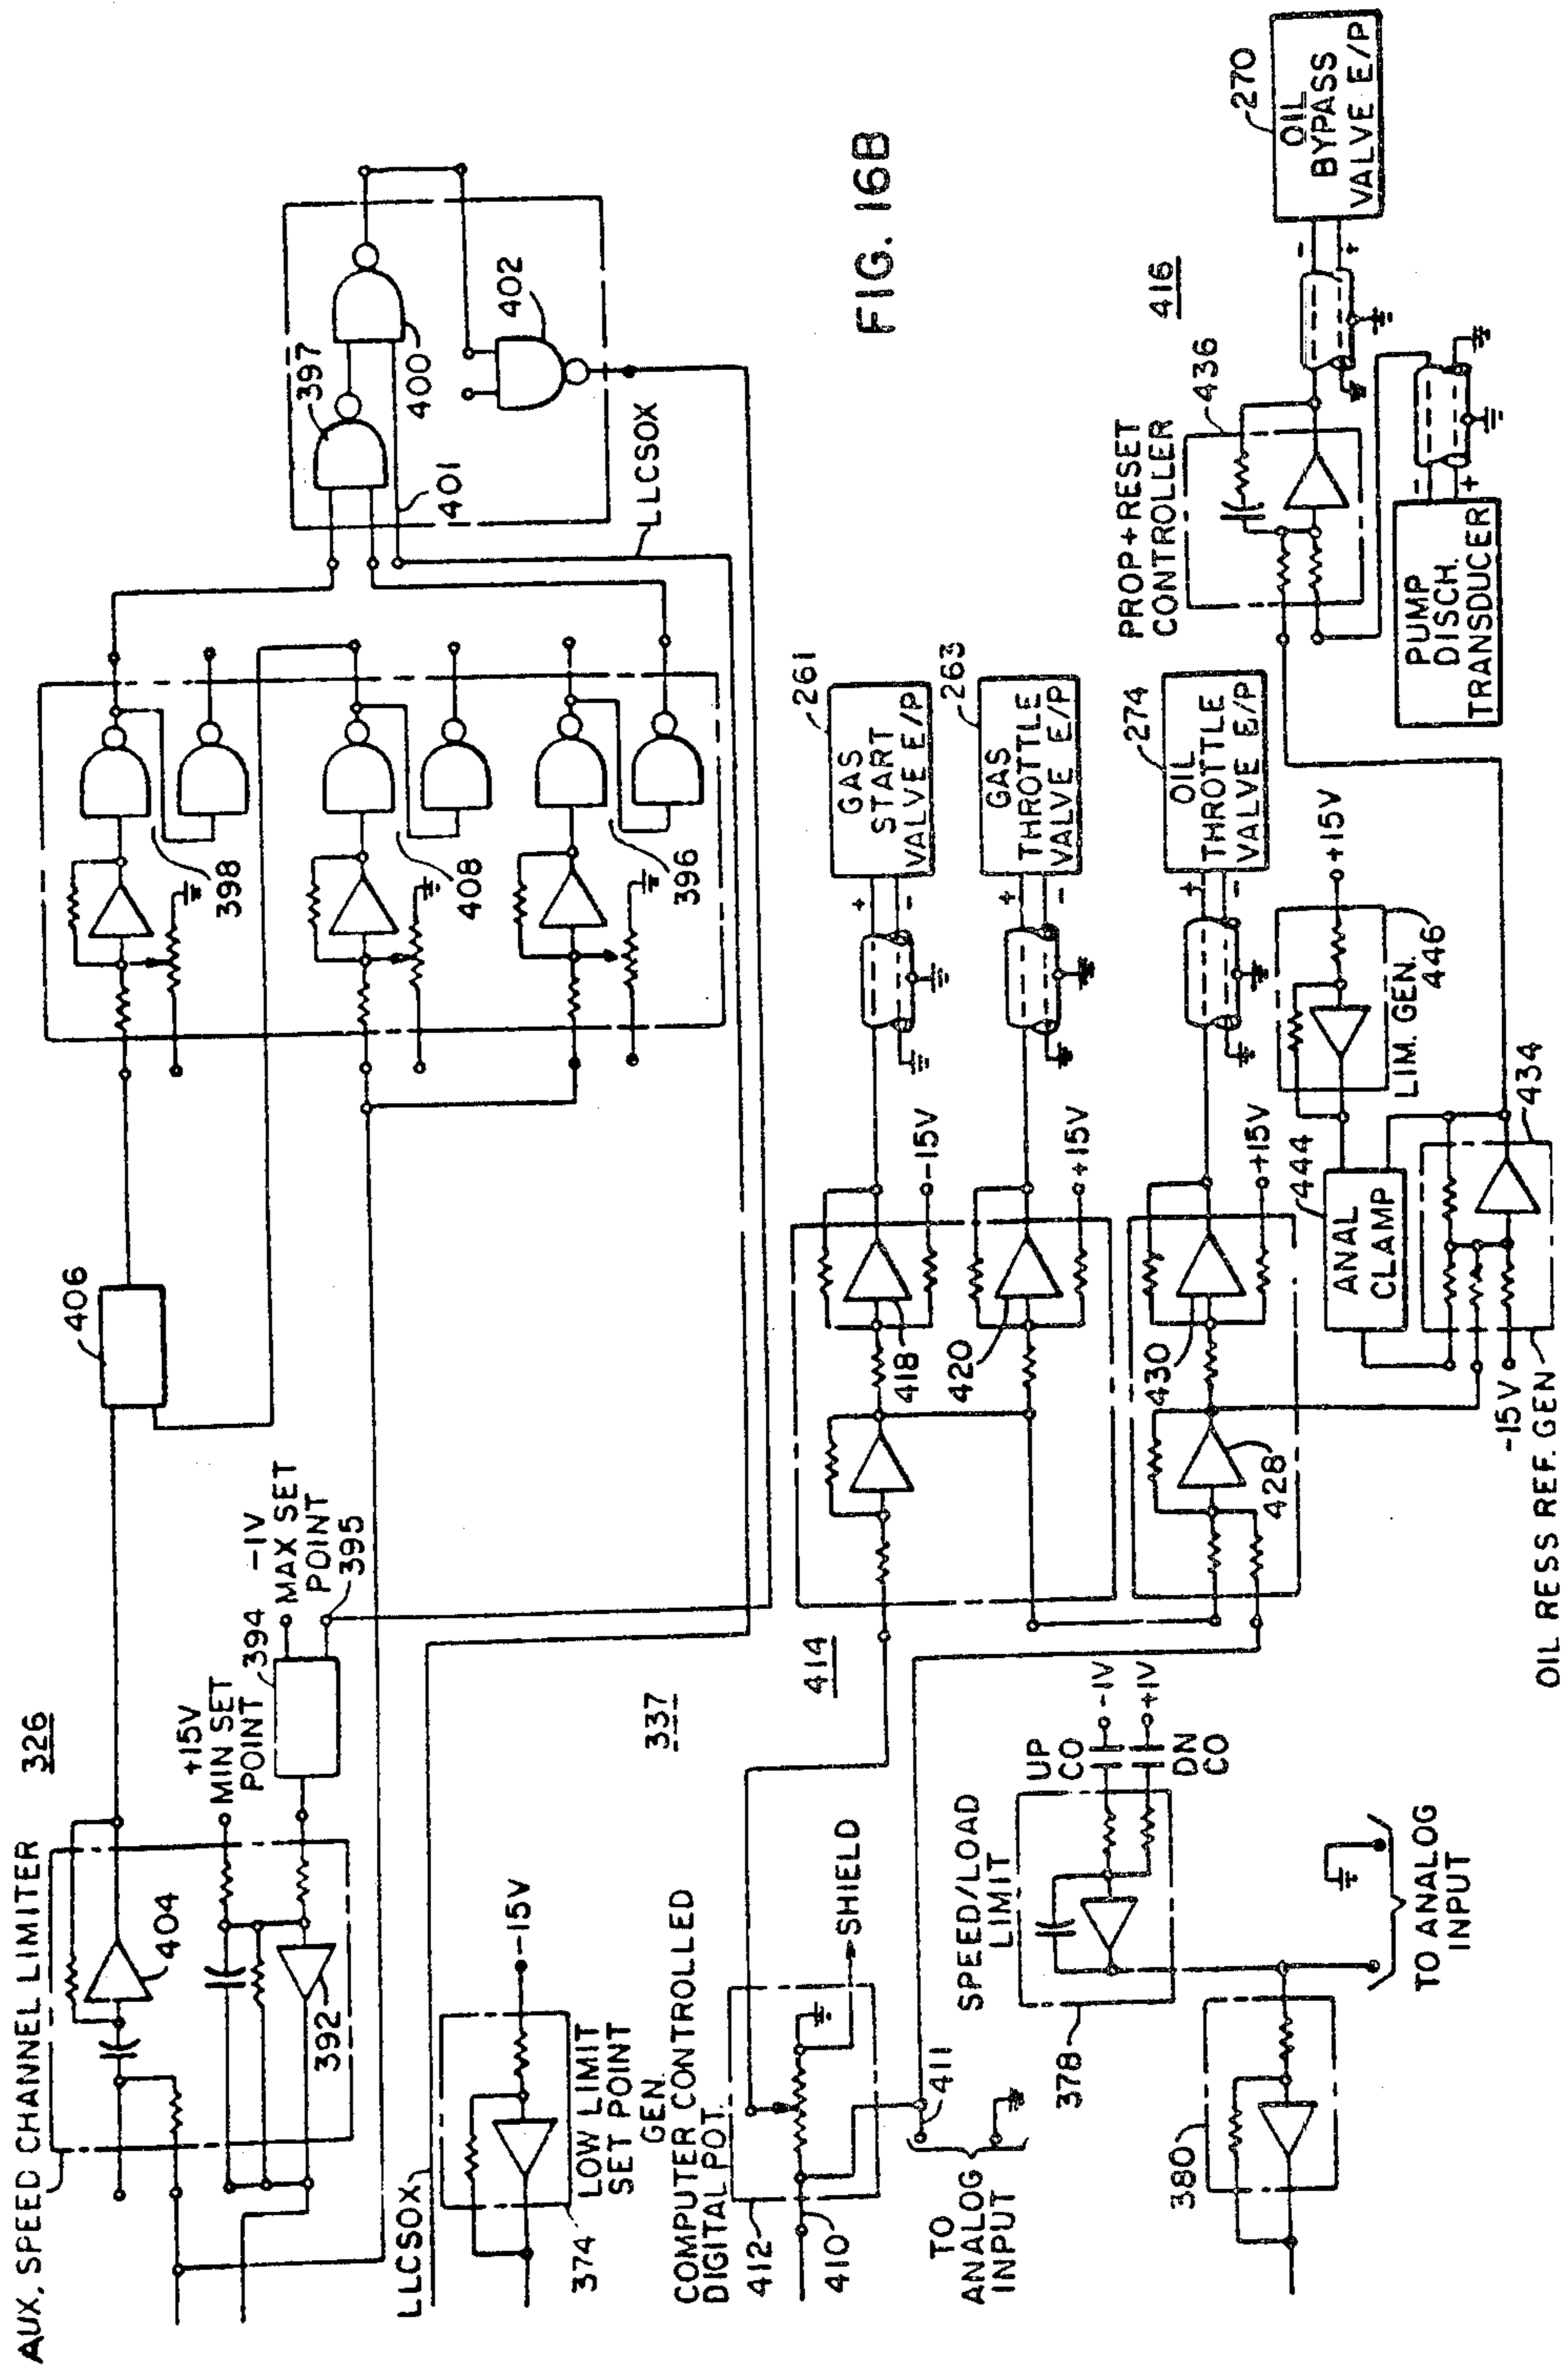 AUX, SPEED CHANNEL LIMITER
326
404
392
+15V
MIN SET
POINT
394
-1V
MAX SET
POINT
395
406
398
408
396
397
400
401
402
LLCSOX
LLCSOX
374
LOW LIMIT
SET POINT
GEN.
-15V
337
COMPUTER CONTROLLED
DIGITAL POT.
412
410
SHIELD
411
TO
ANALOG
INPUT
414
418
-15V
420
+15V
GAS
START
VALVE E/P
261
+
-
GAS
THROTTLE
VALVE E/P
263
+
-
FIG. 16B
SPEED/LOAD
LIMIT
378
UP
CO
-1V
+1V
DN
CO
380
TO ANALOG
INPUT
428
430
+15V
OIL
THROTTLE
VALVE E/P
274
+
-
444
ANAL
CLAMP
LIM. GEN.
446
+15V
434
-15V
OIL RESS REF. GEN
PROP+RESET
CONTROLLER
436
416
PUMP
DISCH.
TRANSDUCER
-
+
OIL
BYPASS
VALVE E/P
270
-
+